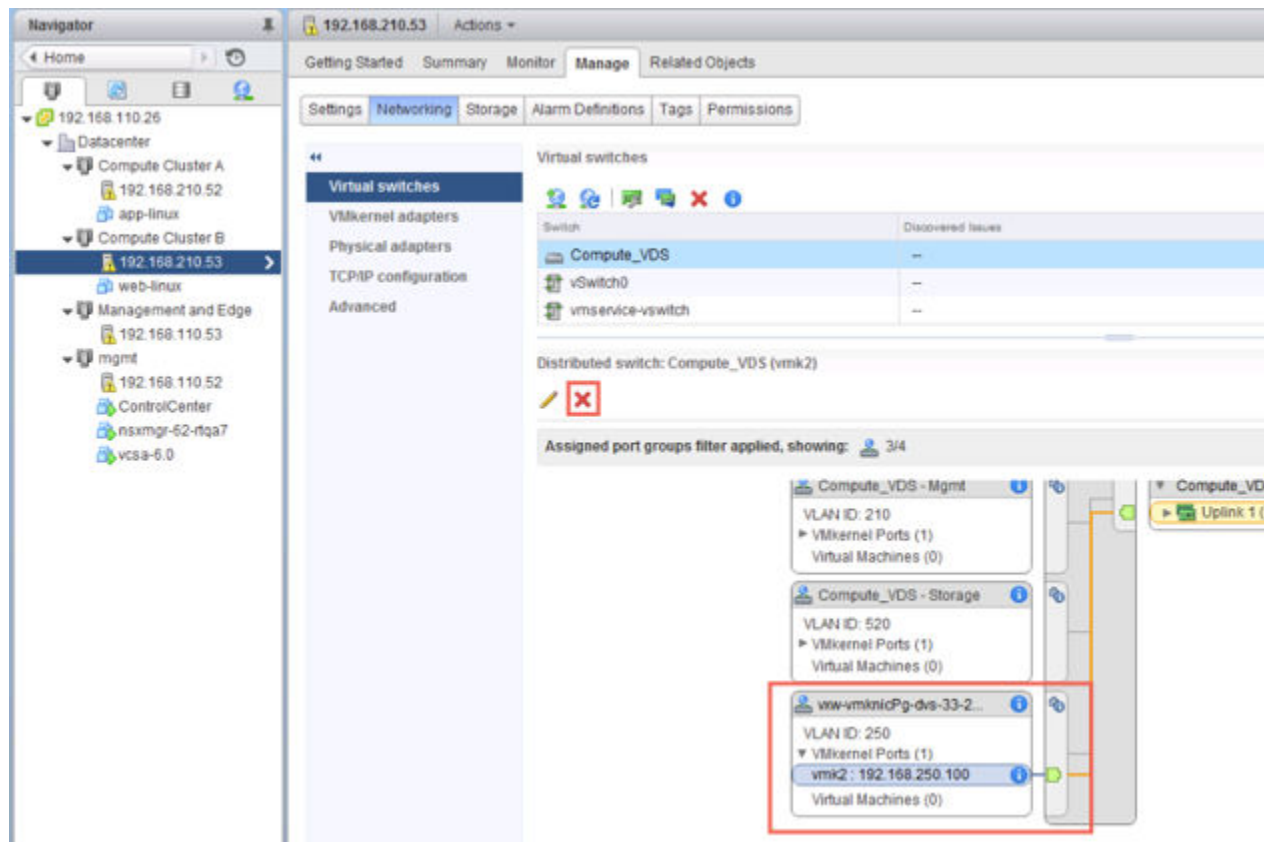 Navigator
Home
192.168.110.26
Datacenter
Compute Cluster A
192.168.210.52
app-linux
Compute Cluster B
192.168.210.53
web-linux
Management and Edge
192.168.110.53
mgmt
192.168.110.52
ControlCenter
nsxmgr-62-rtqa7
vcsa-6.0
192.168.210.53 Actions
Getting Started Summary Monitor Manage Related Objects
Settings Networking Storage Alarm Definitions Tags Permissions
Virtual switches
VMkernel adapters
Physical adapters
TCP/IP configuration
Advanced
Virtual switches
Switch Discovered Issues
Compute_VDS --
vSwitch0 --
vmservice-vswitch --
Distributed switch: Compute_VDS (vmk2)
Assigned port groups filter applied, showing: 3/4
Compute_VDS - Mgmt
VLAN ID: 210
VMkernel Ports (1)
Virtual Machines (0)
Compute_VDS - Storage
VLAN ID: 520
VMkernel Ports (1)
Virtual Machines (0)
vxw-vmknicPg-dvs-33-2...
VLAN ID: 250
VMkernel Ports (1)
vmk2 : 192.168.250.100
Virtual Machines (0)
Compute_VD
Uplink 1 (